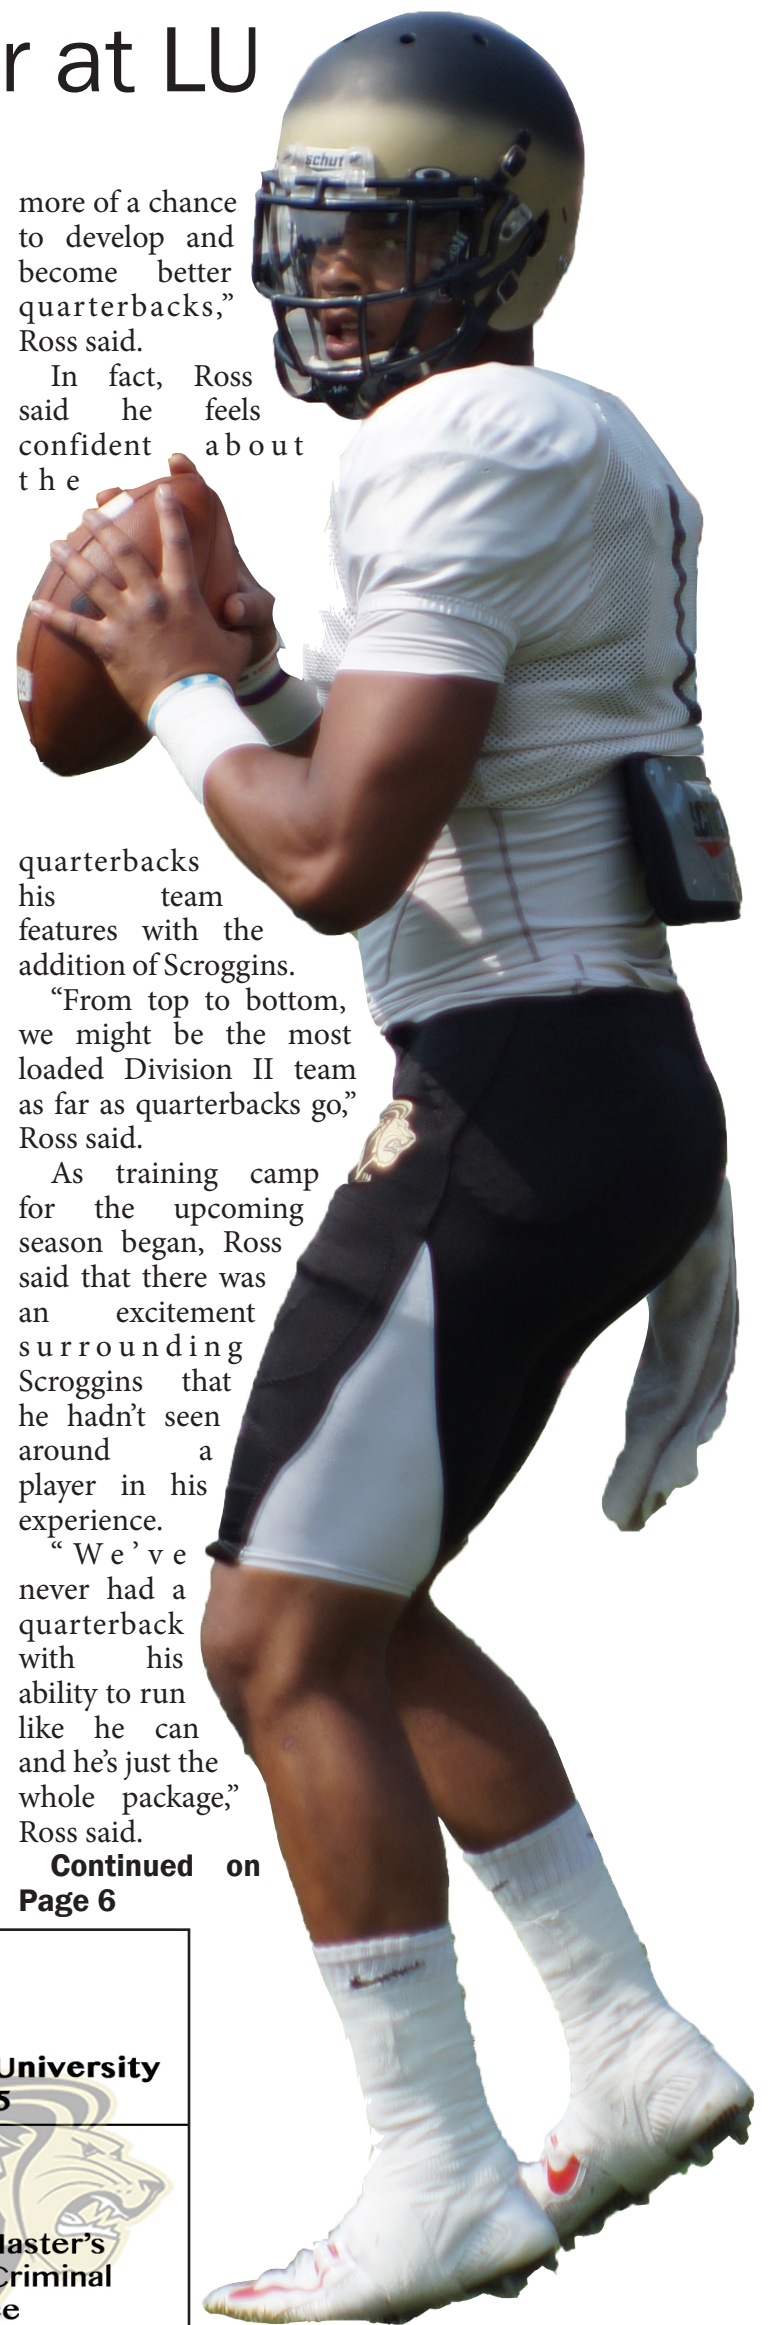 r at LU
schut
more of a chance
to develop and
become better
quarterbacks,”
Ross said.
In fact, Ross
said he feels
confident about
the
quarterbacks
his team
features with the
addition of Scroggins.
“From top to bottom,
we might be the most
loaded Division II team
as far as quarterbacks go,”
Ross said.
As training camp
for the upcoming
season began, Ross
said that there was
an excitement
surrounding
Scroggins that
he hadn’t seen
around a
player in his
experience.
“We’ve
never had a
quarterback
with his
ability to run
like he can
and he’s just the
whole package,”
Ross said.
Continued on
Page 6
University
5
laster’s
Criminal
e